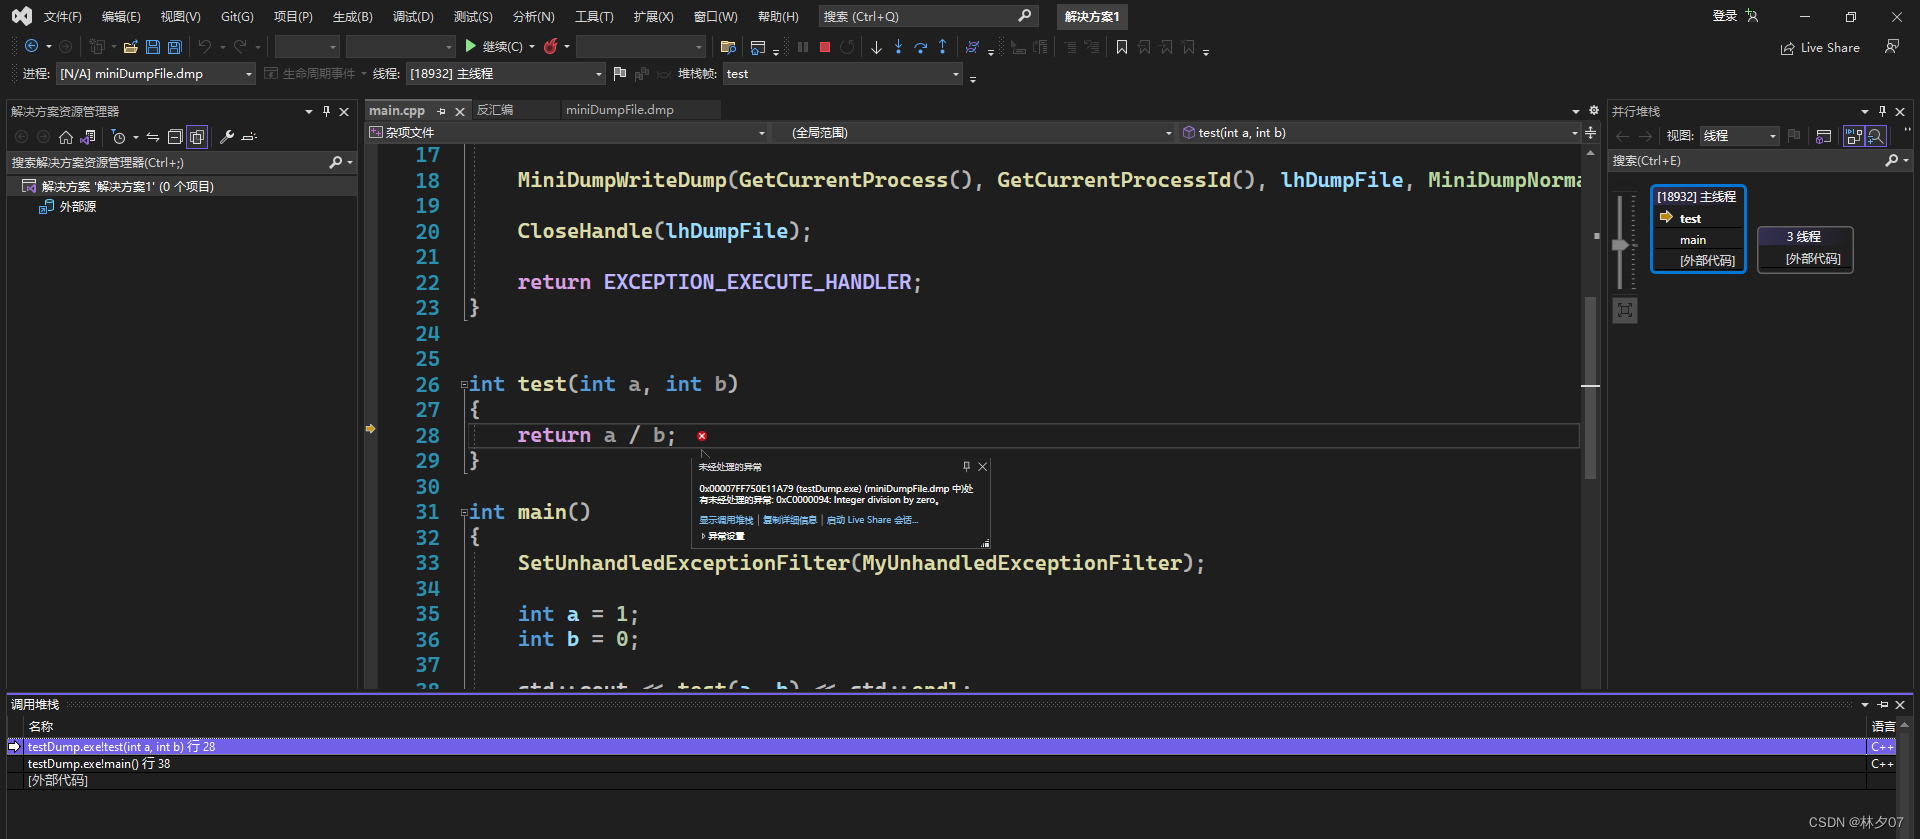 文件(F) 编辑(E) 视图(V) Git(G) 项目(P) 生成(B) 调试(D) 测试(S) 分析(N) 工具(T) 扩展(X) 窗口(W) 帮助(H) 搜索 (Ctrl+Q) 解决方案1 登录
继续(C) Live Share
进程: [N/A] miniDumpFile.dmp 生命周期事件 线程: [18932] 主线程 堆栈帧: test
解决方案资源管理器
搜索解决方案资源管理器(Ctrl+;)
解决方案 '解决方案1' (0 个项目)
外部源
main.cpp 反汇编 miniDumpFile.dmp
杂项文件 (全局范围) test(int a, int b)
17
18 MiniDumpWriteDump(GetCurrentProcess(), GetCurrentProcessId(), lhDumpFile, MiniDumpNorma
19
20 CloseHandle(lhDumpFile);
21
22 return EXCEPTION_EXECUTE_HANDLER;
23 }
24
25
26 int test(int a, int b)
27 {
28 return a / b;
29 }
30
31 int main()
32 {
33 SetUnhandledExceptionFilter(MyUnhandledExceptionFilter);
34
35 int a = 1;
36 int b = 0;
37
38 std::cout << test(a, b) << std::endl;
未经处理的异常
0x00007FF750E11A79 (testDump.exe) (miniDumpFile.dmp 中)处
有未经处理的异常: 0xC0000094: Integer division by zero。
显示调用堆栈 | 复制详细信息 | 启动 Live Share 会话...
异常设置
并行堆栈
视图: 线程
搜索(Ctrl+E)
[18932] 主线程
test
main
[外部代码]
3 线程
[外部代码]
调用堆栈
名称 语言
testDump.exe!test(int a, int b) 行 28 C++
testDump.exe!main() 行 38 C++
[外部代码]
CSDN @林夕07